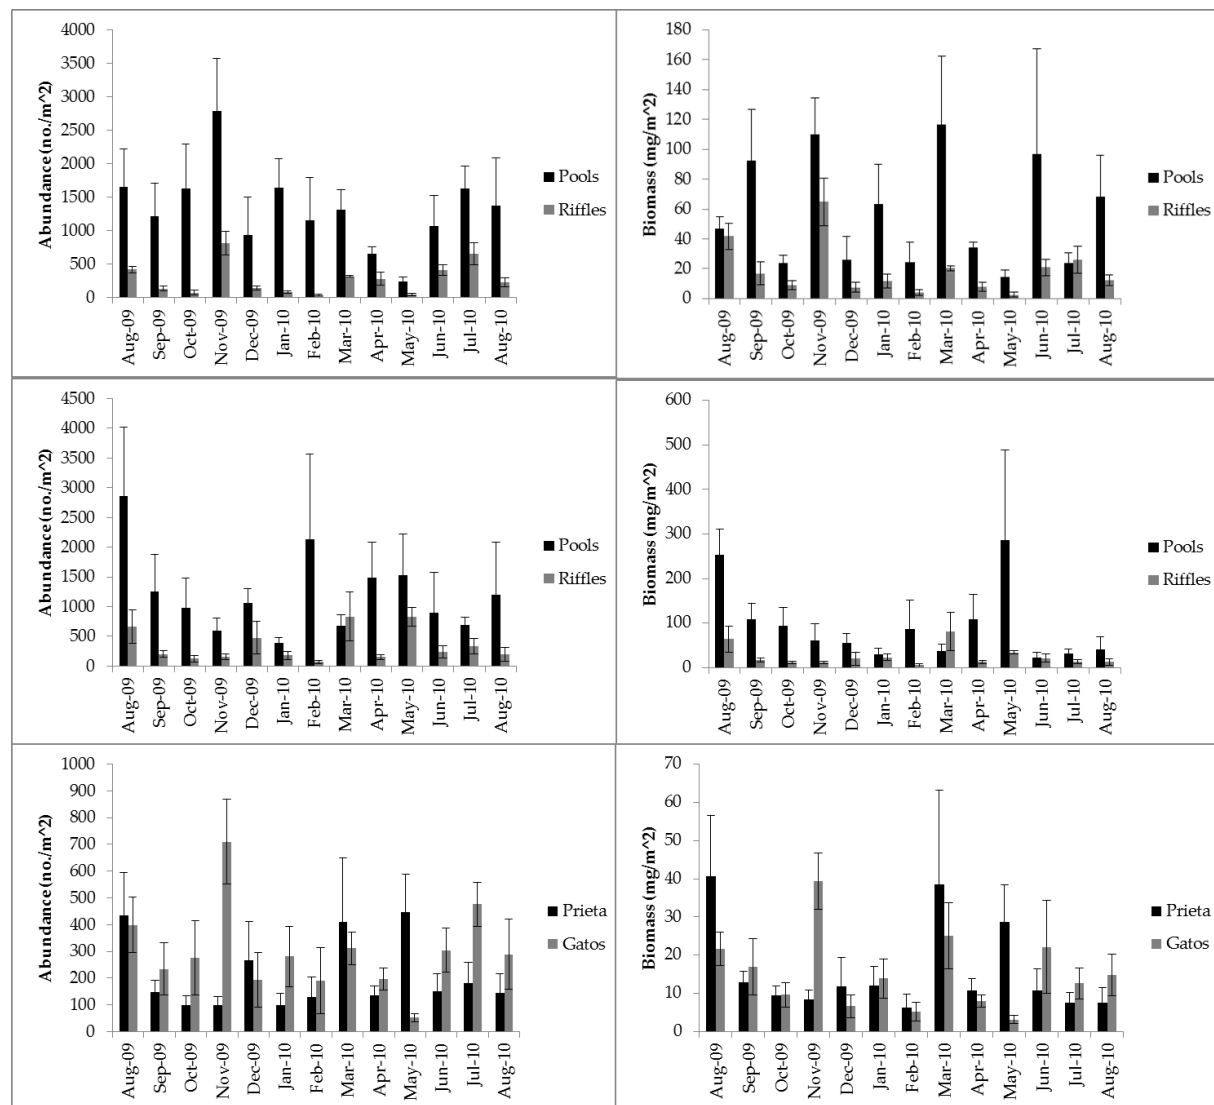 Abundance(no./m^2)
4000
3500
3000
2500
2000
1500
1000
500
0
Aug-09
Sep-09
Oct-09
Nov-09
Dec-09
Jan-10
Feb-10
Mar-10
Apr-10
May-10
Jun-10
Jul-10
Aug-10
Pools
Riffles
Biomass (mg/m^2)
180
160
140
120
100
80
60
40
20
0
Aug-09
Sep-09
Oct-09
Nov-09
Dec-09
Jan-10
Feb-10
Mar-10
Apr-10
May-10
Jun-10
Jul-10
Aug-10
Pools
Riffles
Abundance(no./m^2)
4500
4000
3500
3000
2500
2000
1500
1000
500
0
Aug-09
Sep-09
Oct-09
Nov-09
Dec-09
Jan-10
Feb-10
Mar-10
Apr-10
May-10
Jun-10
Jul-10
Aug-10
Pools
Riffles
Biomass (mg/m^2)
600
500
400
300
200
100
0
Aug-09
Sep-09
Oct-09
Nov-09
Dec-09
Jan-10
Feb-10
Mar-10
Apr-10
May-10
Jun-10
Jul-10
Aug-10
Pools
Riffles
Abundance(no./m^2)
1000
900
800
700
600
500
400
300
200
100
0
Aug-09
Sep-09
Oct-09
Nov-09
Dec-09
Jan-10
Feb-10
Mar-10
Apr-10
May-10
Jun-10
Jul-10
Aug-10
Prieta
Gatos
Biomass (mg/m^2)
70
60
50
40
30
20
10
0
Aug-09
Sep-09
Oct-09
Nov-09
Dec-09
Jan-10
Feb-10
Mar-10
Apr-10
May-10
Jun-10
Jul-10
Aug-10
Prieta
Gatos